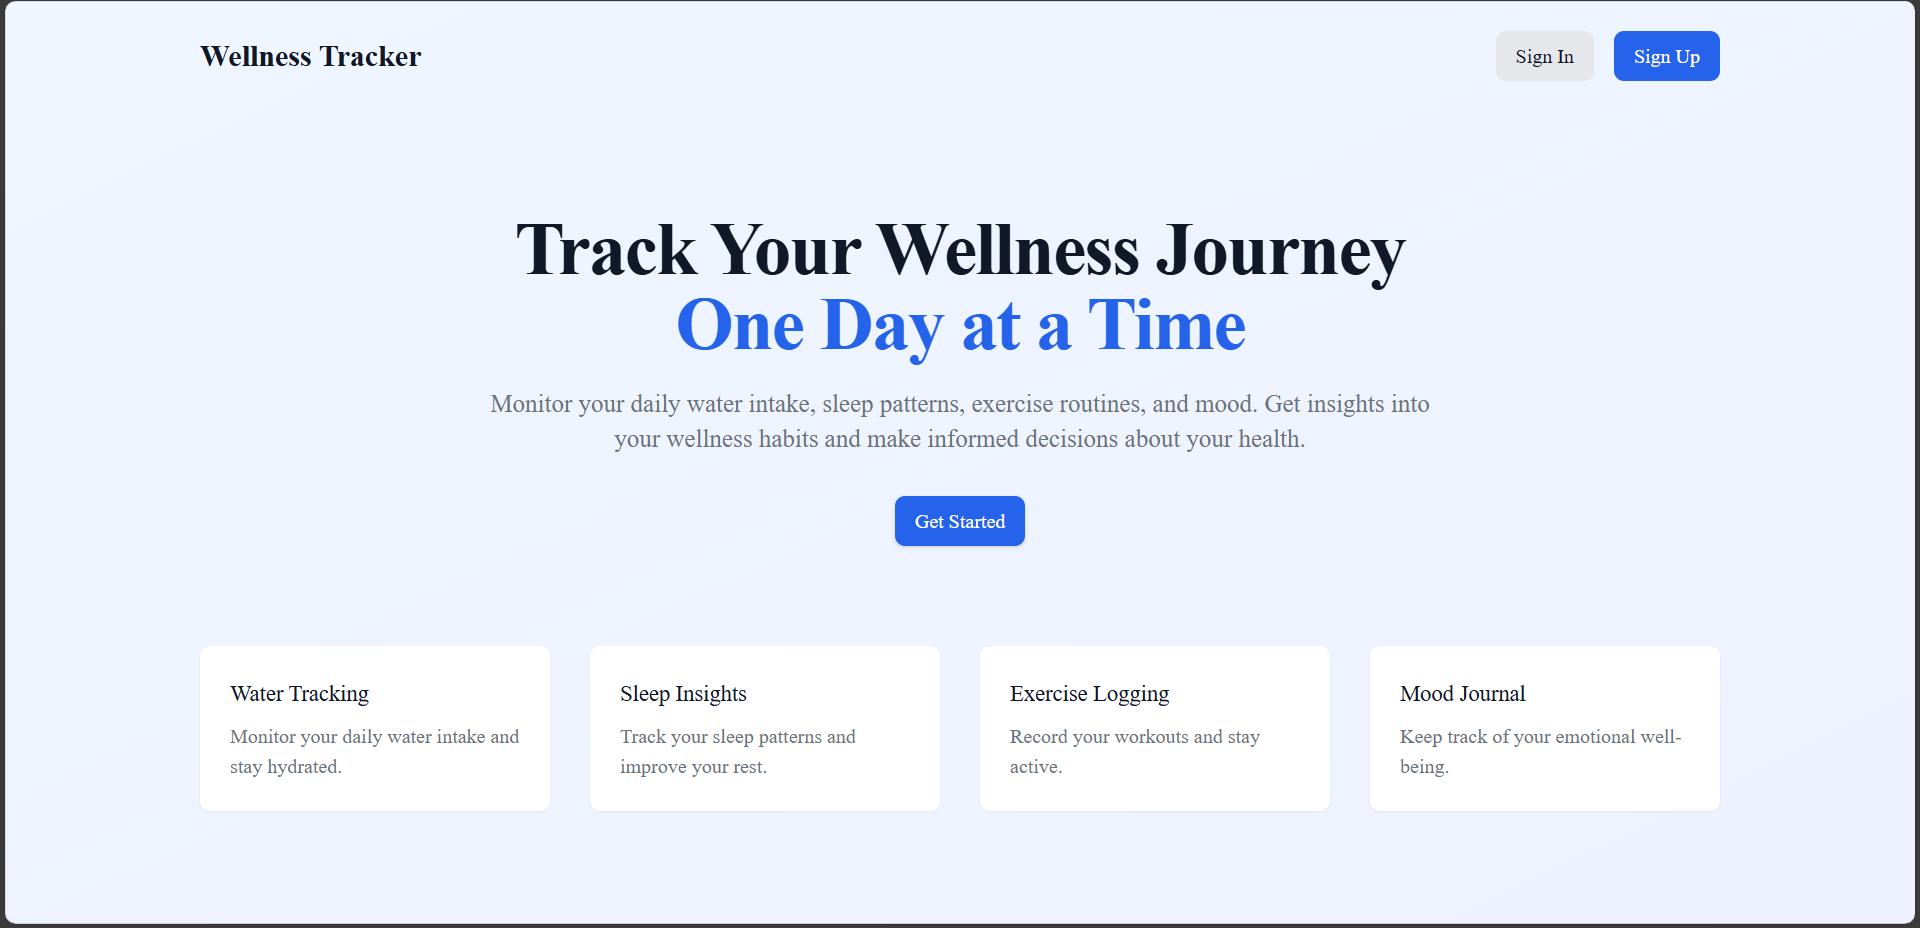 Wellness Tracker
Sign In
Sign Up
Track Your Wellness Journey
One Day at a Time
Monitor your daily water intake, sleep patterns, exercise routines, and mood. Get insights into
your wellness habits and make informed decisions about your health.
Get Started
Water Tracking
Monitor your daily water intake and
stay hydrated.
Sleep Insights
Track your sleep patterns and
improve your rest.
Exercise Logging
Record your workouts and stay
active.
Mood Journal
Keep track of your emotional well-
being.